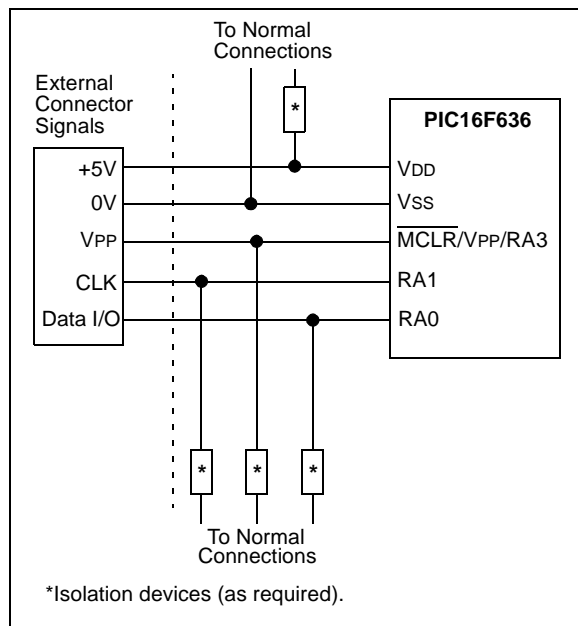 To Normal
Connections
External
Connector
Signals
*
PIC16F636
+5V
VDD
0V
VSS
VPP
MCLR/VPP/RA3
CLK
RA1
Data I/O
RA0
* * *
To Normal
Connections
*Isolation devices (as required).